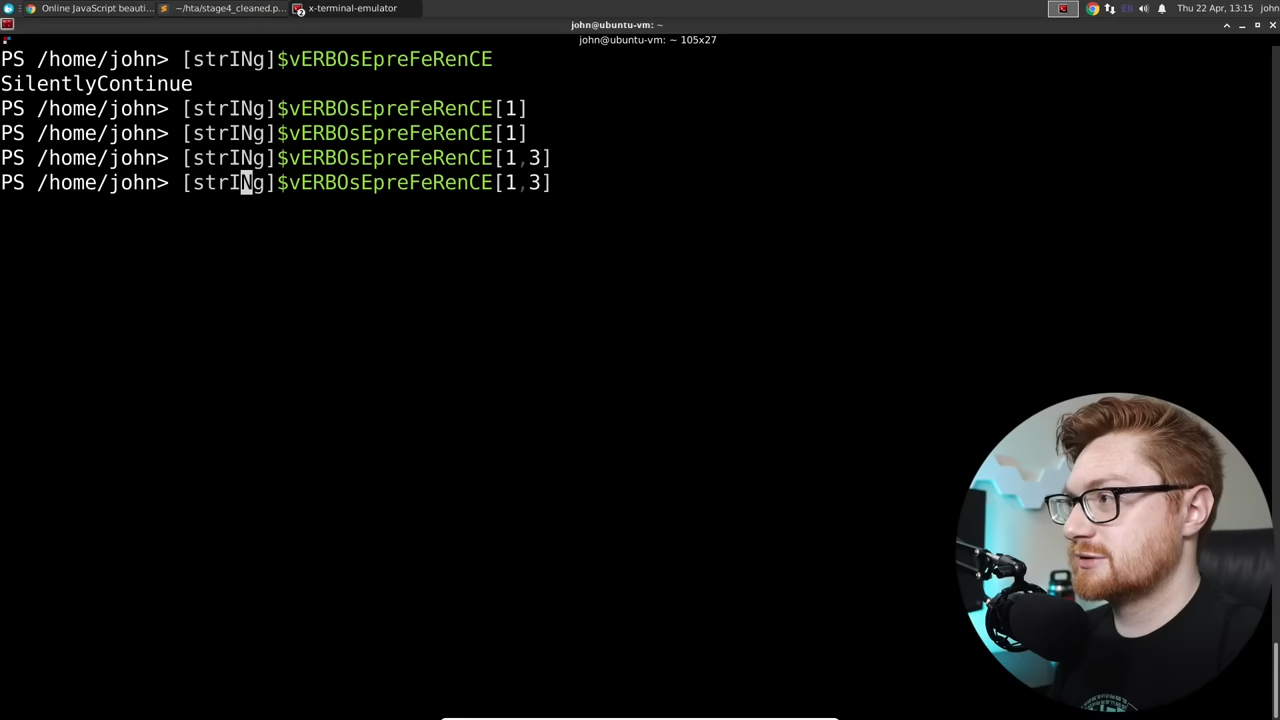 Online JavaScript beauti... ~/hta/stage4_cleaned.p... x-terminal-emulator EN Thu 22 Apr, 13:15 john
john@ubuntu-vm: ~
john@ubuntu-vm: ~ 105x27
PS /home/john> [strINg]$vERBOsEpreFeRenCE
SilentlyContinue
PS /home/john> [strINg]$vERBOsEpreFeRenCE[1]
PS /home/john> [strINg]$vERBOsEpreFeRenCE[1]
PS /home/john> [strINg]$vERBOsEpreFeRenCE[1,3]
PS /home/john> [strINg]$vERBOsEpreFeRenCE[1,3]